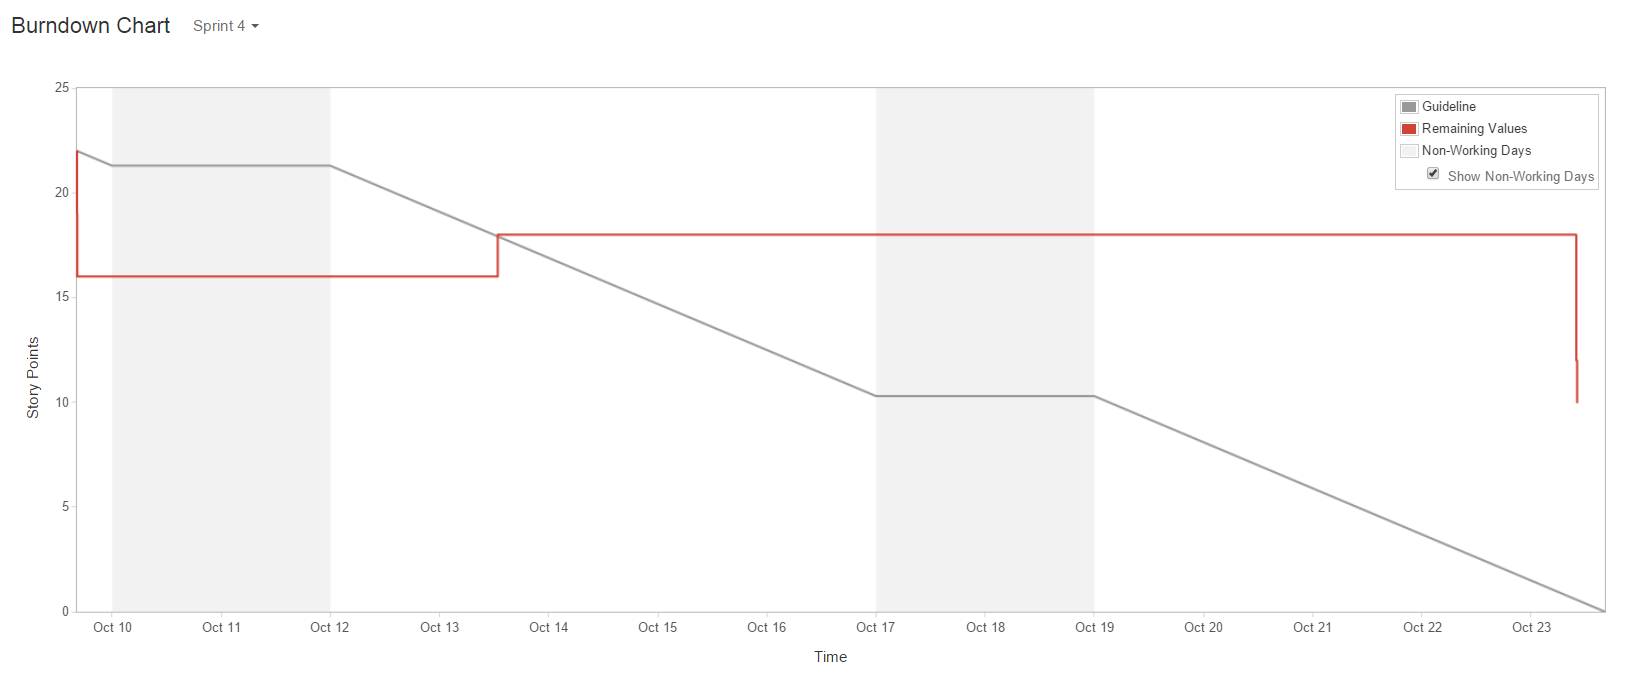 Burndown Chart Sprint 4
25
20
15
10
5
0
Story Points
Guideline
Remaining Values
Non-Working Days
Show Non-Working Days
Oct 10 Oct 11 Oct 12 Oct 13 Oct 14 Oct 15 Oct 16 Oct 17 Oct 18 Oct 19 Oct 20 Oct 21 Oct 22 Oct 23
Time